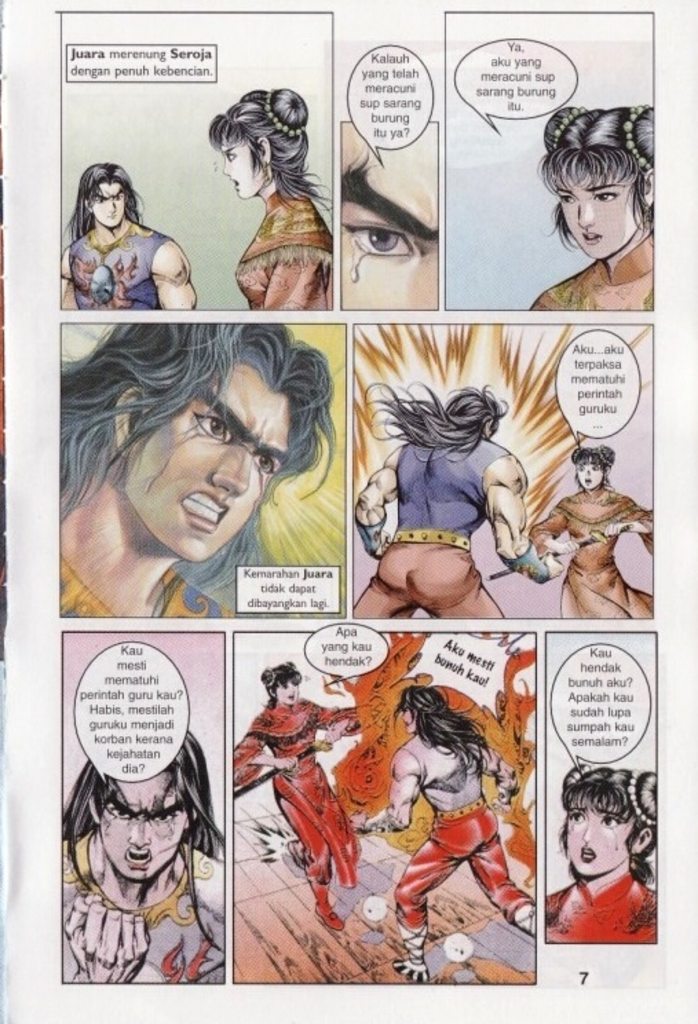 Juara merenung Seroja
dengan penuh kebencian.
Kalauh
yang telah
meracuni
sup sarang
burung
itu ya?
Ya,
aku yang
meracuni sup
sarang burung
itu.
Kemarahan Juara
tidak dapat
dibayangkan lagi.
Aku...aku
terpaksa
mematuhi
perintah
guruku
...
Kau
mesti
mematuhi
perintah guru kau?
Habis, mestilah
guruku menjadi
korban kerana
kejahatan
dia?
Apa
yang kau
hendak?
Aku mesti
bunuh kau!
Kau
hendak
bunuh aku?
Apakah kau
sudah lupa
sumpah kau
semalam?
7